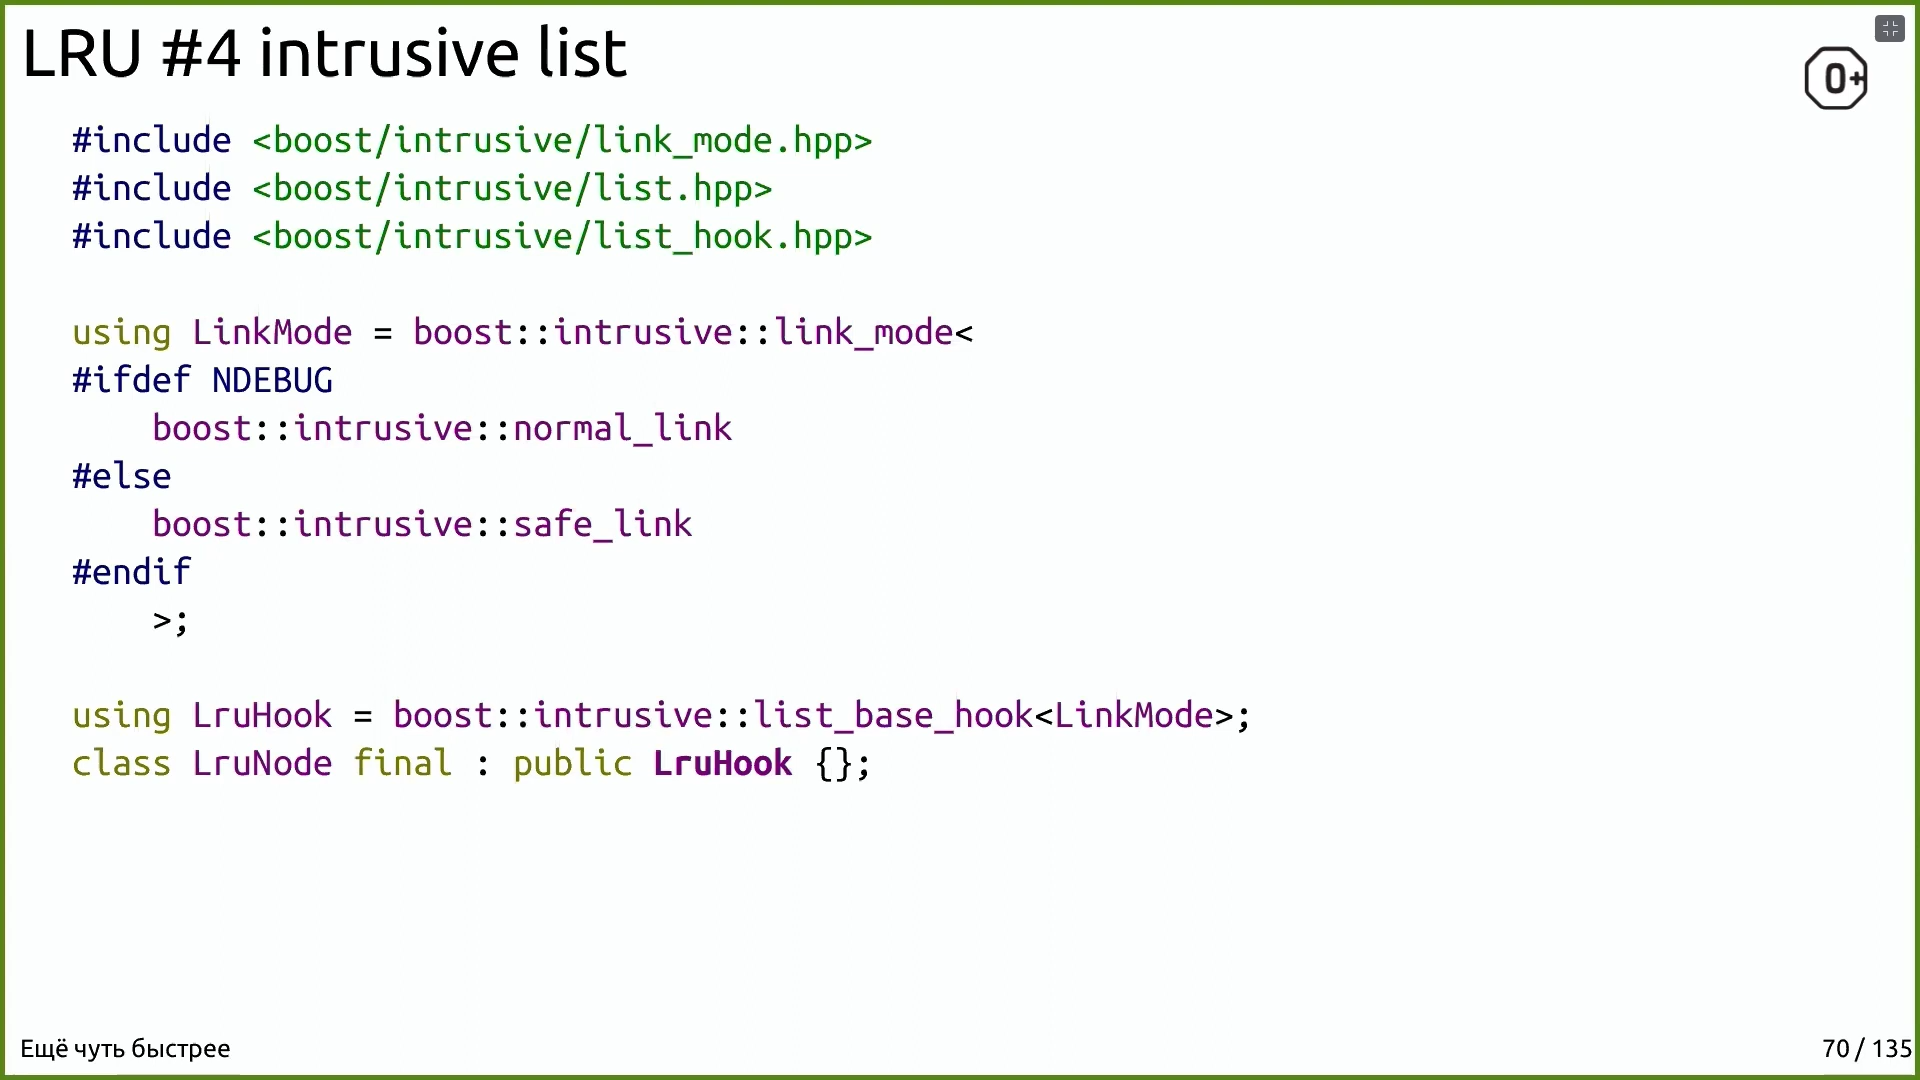 LRU #4 intrusive list
0+
#include <boost/intrusive/link_mode.hpp>
#include <boost/intrusive/list.hpp>
#include <boost/intrusive/list_hook.hpp>
using LinkMode = boost::intrusive::link_mode<
#ifdef NDEBUG
    boost::intrusive::normal_link
#else
    boost::intrusive::safe_link
#endif
    >;
using LruHook = boost::intrusive::list_base_hook<LinkMode>;
class LruNode final : public LruHook {};
Ещё чуть быстрее
70 / 135